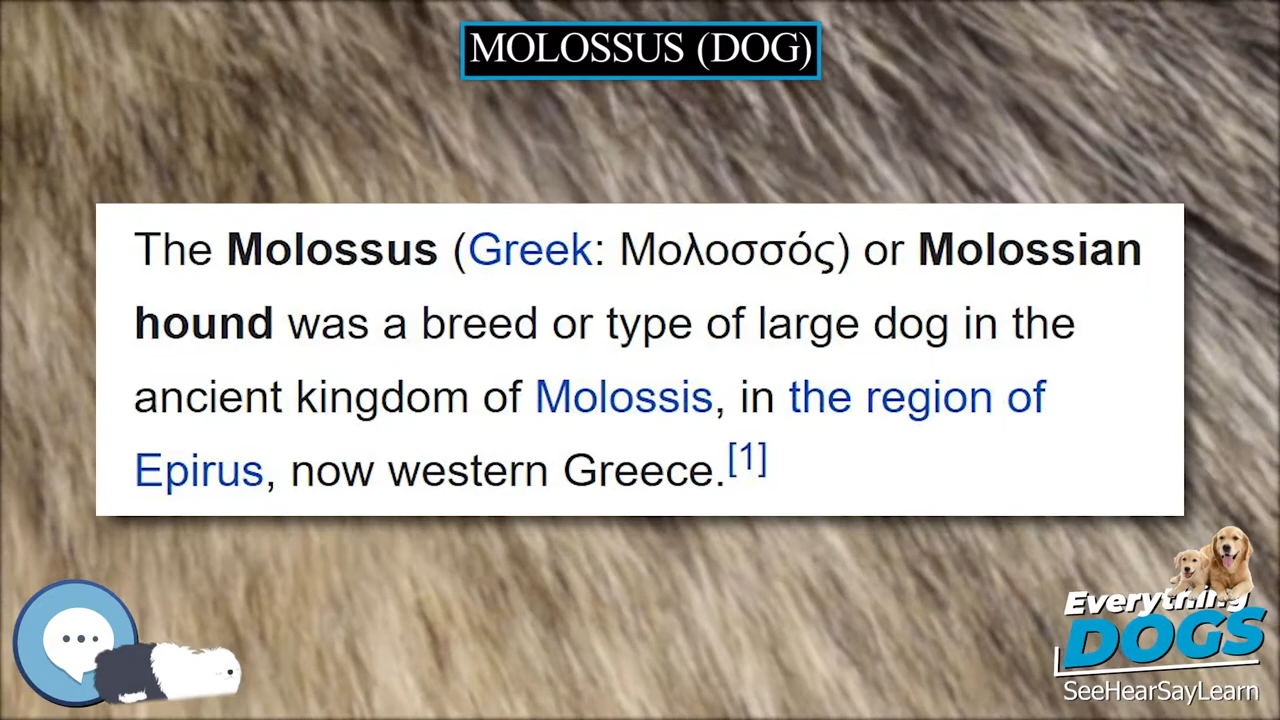 MOLOSSUS (DOG)
The Molossus (Greek: Μολοσσός) or Molossian
hound was a breed or type of large dog in the
ancient kingdom of Molossis, in the region of
Epirus, now western Greece.[1]
Everything
DOGS
SeeHearSayLearn